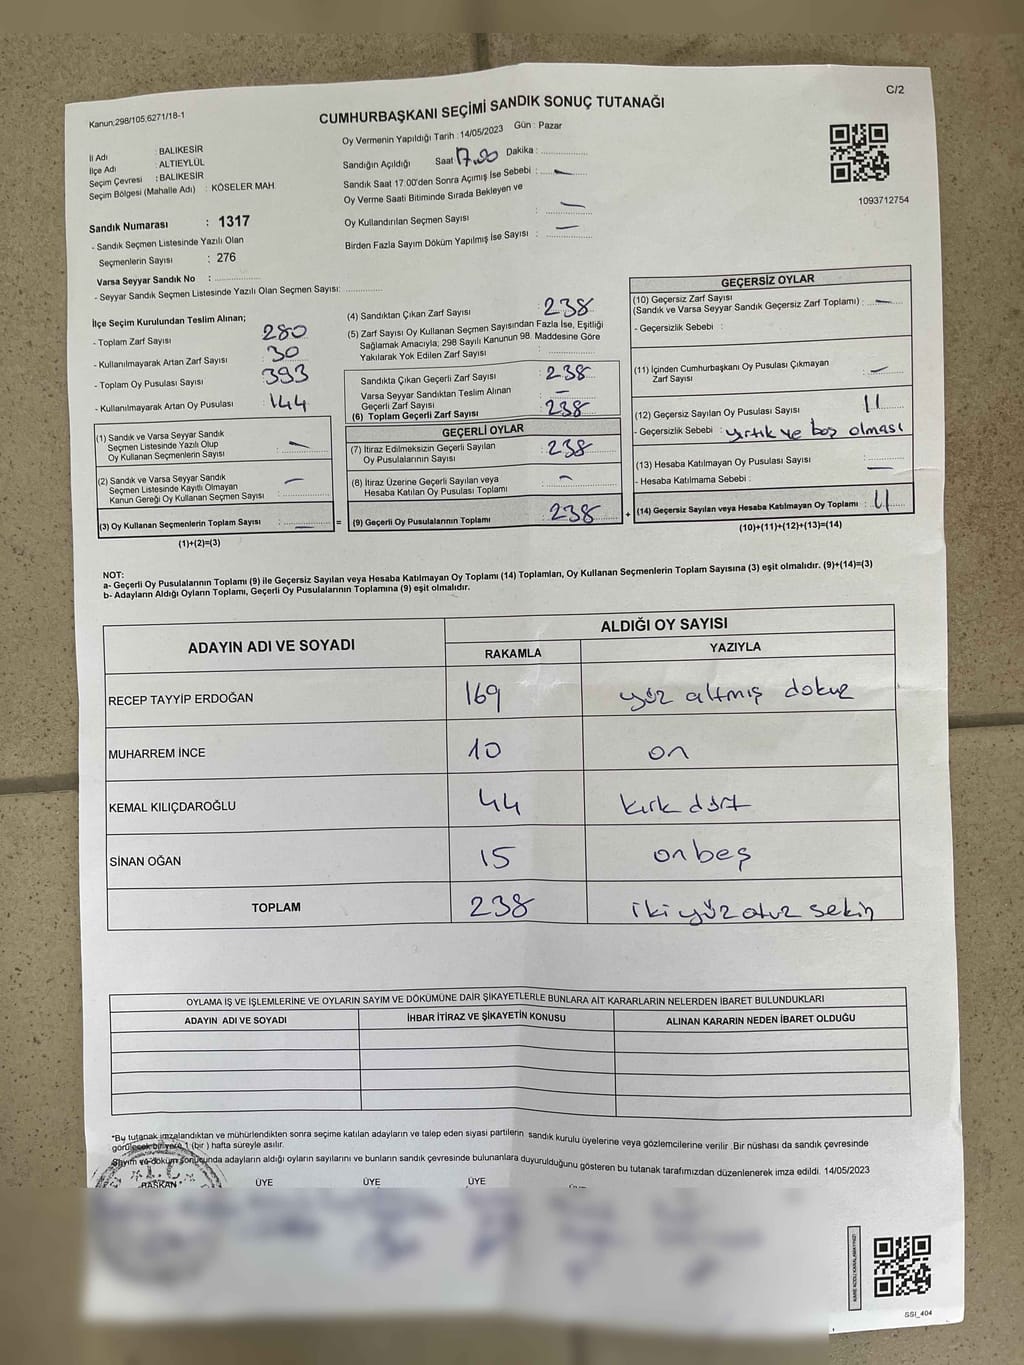 C/2
Kanun;298/105,6271/18-1
CUMHURBAŞKANI SEÇİMİ SANDIK SONUÇ TUTANAĞI
Oy Vermenin Yapıldığı Tarih : 14/05/2023 Gün : Pazar
İl Adı : BALIKESİR
İlçe Adı : ALTIEYLÜL
Seçim Çevresi : BALIKESİR
Seçim Bölgesi (Mahalle Adı) : KÖSELER MAH.
Sandığın Açıldığı Saat 17.00 Dakika :
Sandık Saat 17:00'den Sonra Açımış İse Sebebi : —
Oy Verme Saati Bitiminde Sırada Bekleyen ve
Oy Kullandırılan Seçmen Sayısı : —
Birden Fazla Sayım Döküm Yapılmış İse Sayısı : —
1093712754
Sandık Numarası : 1317
- Sandık Seçmen Listesinde Yazılı Olan
Seçmenlerin Sayısı : 276
Varsa Seyyar Sandık No :
- Seyyar Sandık Seçmen Listesinde Yazılı Olan Seçmen Sayısı:
İlçe Seçim Kurulundan Teslim Alınan;
- Toplam Zarf Sayısı 280
- Kullanılmayarak Artan Zarf Sayısı 30
- Toplam Oy Pusulası Sayısı 393
- Kullanılmayarak Artan Oy Pusulası 144
(1) Sandık ve Varsa Seyyar Sandık
Seçmen Listesinde Yazılı Olup
Oy Kullanan Seçmenlerin Sayısı : —
(2) Sandık ve Varsa Seyyar Sandık
Seçmen Listesinde Kayıtlı Olmayan
Kanun Gereği Oy Kullanan Seçmen Sayısı : —
(3) Oy Kullanan Seçmenlerin Toplam Sayısı : — =
(1)+(2)=(3)
(4) Sandıktan Çıkan Zarf Sayısı : 238
(5) Zarf Sayısı Oy Kullanan Seçmen Sayısından Fazla İse, Eşitliği
Sağlamak Amacıyla; 298 Sayılı Kanunun 98. Maddesine Göre
Yakılarak Yok Edilen Zarf Sayısı :
Sandıkta Çıkan Geçerli Zarf Sayısı : 238
Varsa Seyyar Sandıktan Teslim Alınan
Geçerli Zarf Sayısı : —
(6) Toplam Geçerli Zarf Sayısı : 238
GEÇERLİ OYLAR
(7) İtiraz Edilmeksizin Geçerli Sayılan
Oy Pusulalarının Sayısı : 238
(8) İtiraz Üzerine Geçerli Sayılan veya
Hesaba Katılan Oy Pusulası Toplamı : —
(9) Geçerli Oy Pusulalarının Toplamı : 238 +
GEÇERSİZ OYLAR
(10) Geçersiz Zarf Sayısı
(Sandık ve Varsa Seyyar Sandık Geçersiz Zarf Toplamı) : —
- Geçersizlik Sebebi :
(11) İçinden Cumhurbaşkanı Oy Pusulası Çıkmayan
Zarf Sayısı : —
(12) Geçersiz Sayılan Oy Pusulası Sayısı : 11
- Geçersizlik Sebebi : yırtık ve boş olması
(13) Hesaba Katılmayan Oy Pusulası Sayısı : —
- Hesaba Katılmama Sebebi :
(14) Geçersiz Sayılan veya Hesaba Katılmayan Oy Toplamı : 11
(10)+(11)+(12)+(13)=(14)
NOT:
a- Geçerli Oy Pusulalarının Toplamı (9) ile Geçersiz Sayılan veya Hesaba Katılmayan Oy Toplamı (14) Toplamları, Oy Kullanan Seçmenlerin Toplam Sayısına (3) eşit olmalıdır. (9)+(14)=(3)
b- Adayların Aldığı Oyların Toplamı, Geçerli Oy Pusulalarının Toplamına (9) eşit olmalıdır.
ADAYIN ADI VE SOYADI
ALDIĞI OY SAYISI
RAKAMLA YAZIYLA
RECEP TAYYİP ERDOĞAN 169 yüz altmış dokuz
MUHARREM İNCE 10 on
KEMAL KILIÇDAROĞLU 44 kırk dört
SİNAN OĞAN 15 on beş
TOPLAM 238 iki yüz otuz sekiz
OYLAMA İŞ VE İŞLEMLERİNE VE OYLARIN SAYIM VE DÖKÜMÜNE DAİR ŞİKAYETLERLE BUNLARA AİT KARARLARIN NELERDEN İBARET BULUNDUKLARI
ADAYIN ADI VE SOYADI İHBAR İTİRAZ VE ŞİKAYETİN KONUSU ALINAN KARARIN NEDEN İBARET OLDUĞU
*Bu tutanak imzalandıktan ve mühürlendikten sonra seçime katılan adayların ve talep eden siyasi partilerin sandık kurulu üyelerine veya gözlemcilerine verilir. Bir nüshası da sandık çevresinde
görülecek bir yere 1 (bir) hafta süreyle asılır.
Sayım ve döküm sonucunda adayların aldığı oyların sayılarını ve bunların sandık çevresinde bulunanlara duyurulduğunu gösteren bu tutanak tarafımızdan düzenlenerek imza edildi. 14/05/2023
T.C.
BAŞKAN ÜYE ÜYE ÜYE
SSİ_404